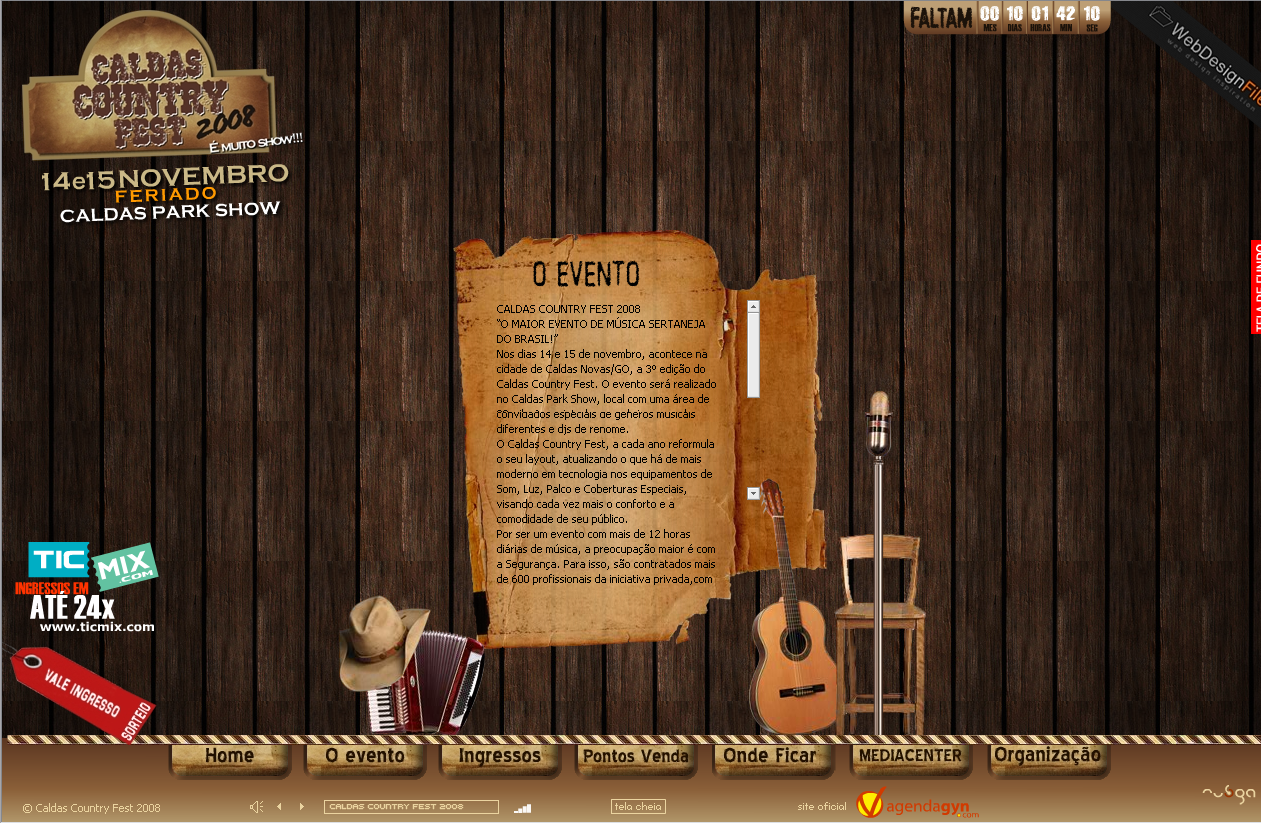 CALDAS
COUNTRY
FEST 2008
É MUITO SHOW!!!
14e15 NOVEMBRO
FERIADO
CALDAS PARK SHOW
FALTAM 00 10 01 42 10
MES DIAS HORAS MIN SEG
WebDesignFile
web design inspiration
TELA DE FUNDO
O EVENTO
CALDAS COUNTRY FEST 2008
"O MAIOR EVENTO DE MÚSICA SERTANEJA
DO BRASIL!"
Nos dias 14 e 15 de novembro, acontece na
cidade de Caldas Novas/GO, a 3º edição do
Caldas Country Fest. O evento será realizado
no Caldas Park Show, local com uma área de
convidados especiais de gêneros musicais
diferentes e djs de renome.
O Caldas Country Fest, a cada ano reformula
o seu layout, atualizando o que há de mais
moderno em tecnologia nos equipamentos de
Som, Luz, Palco e Coberturas Especiais,
visando cada vez mais o conforto e a
comodidade de seu público.
Por ser um evento com mais de 12 horas
diárias de música, a preocupação maior é com
a Segurança. Para isso, são contratados mais
de 600 profissionais da iniciativa privada,com
TIC
MIX
.COM
INGRESSOS EM
ATÉ 24x
www.ticmix.com
VALE INGRESSO
SORTEIO
Home O evento Ingressos Pontos Venda Onde Ficar MEDIACENTER Organização
© Caldas Country Fest 2008 CALDAS COUNTRY FEST 2008 tela cheia site oficial agendagyn.com